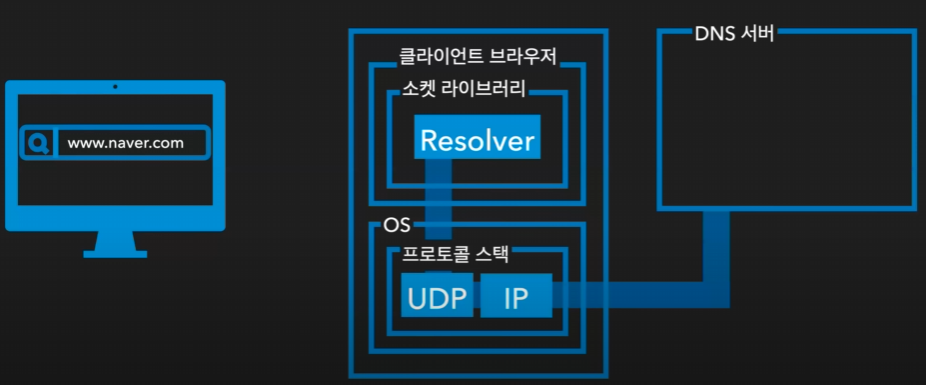 www.naver.com
클라이언트 브라우저
소켓 라이브러리
Resolver
OS
프로토콜 스택
UDP
IP
DNS 서버